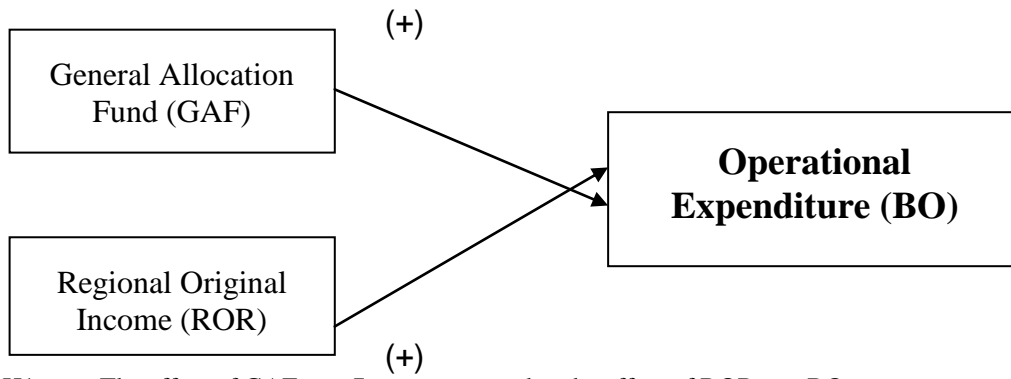 (+)
General Allocation
Fund (GAF)
Operational
Expenditure (BO)
Regional Original
Income (ROR)
(+)